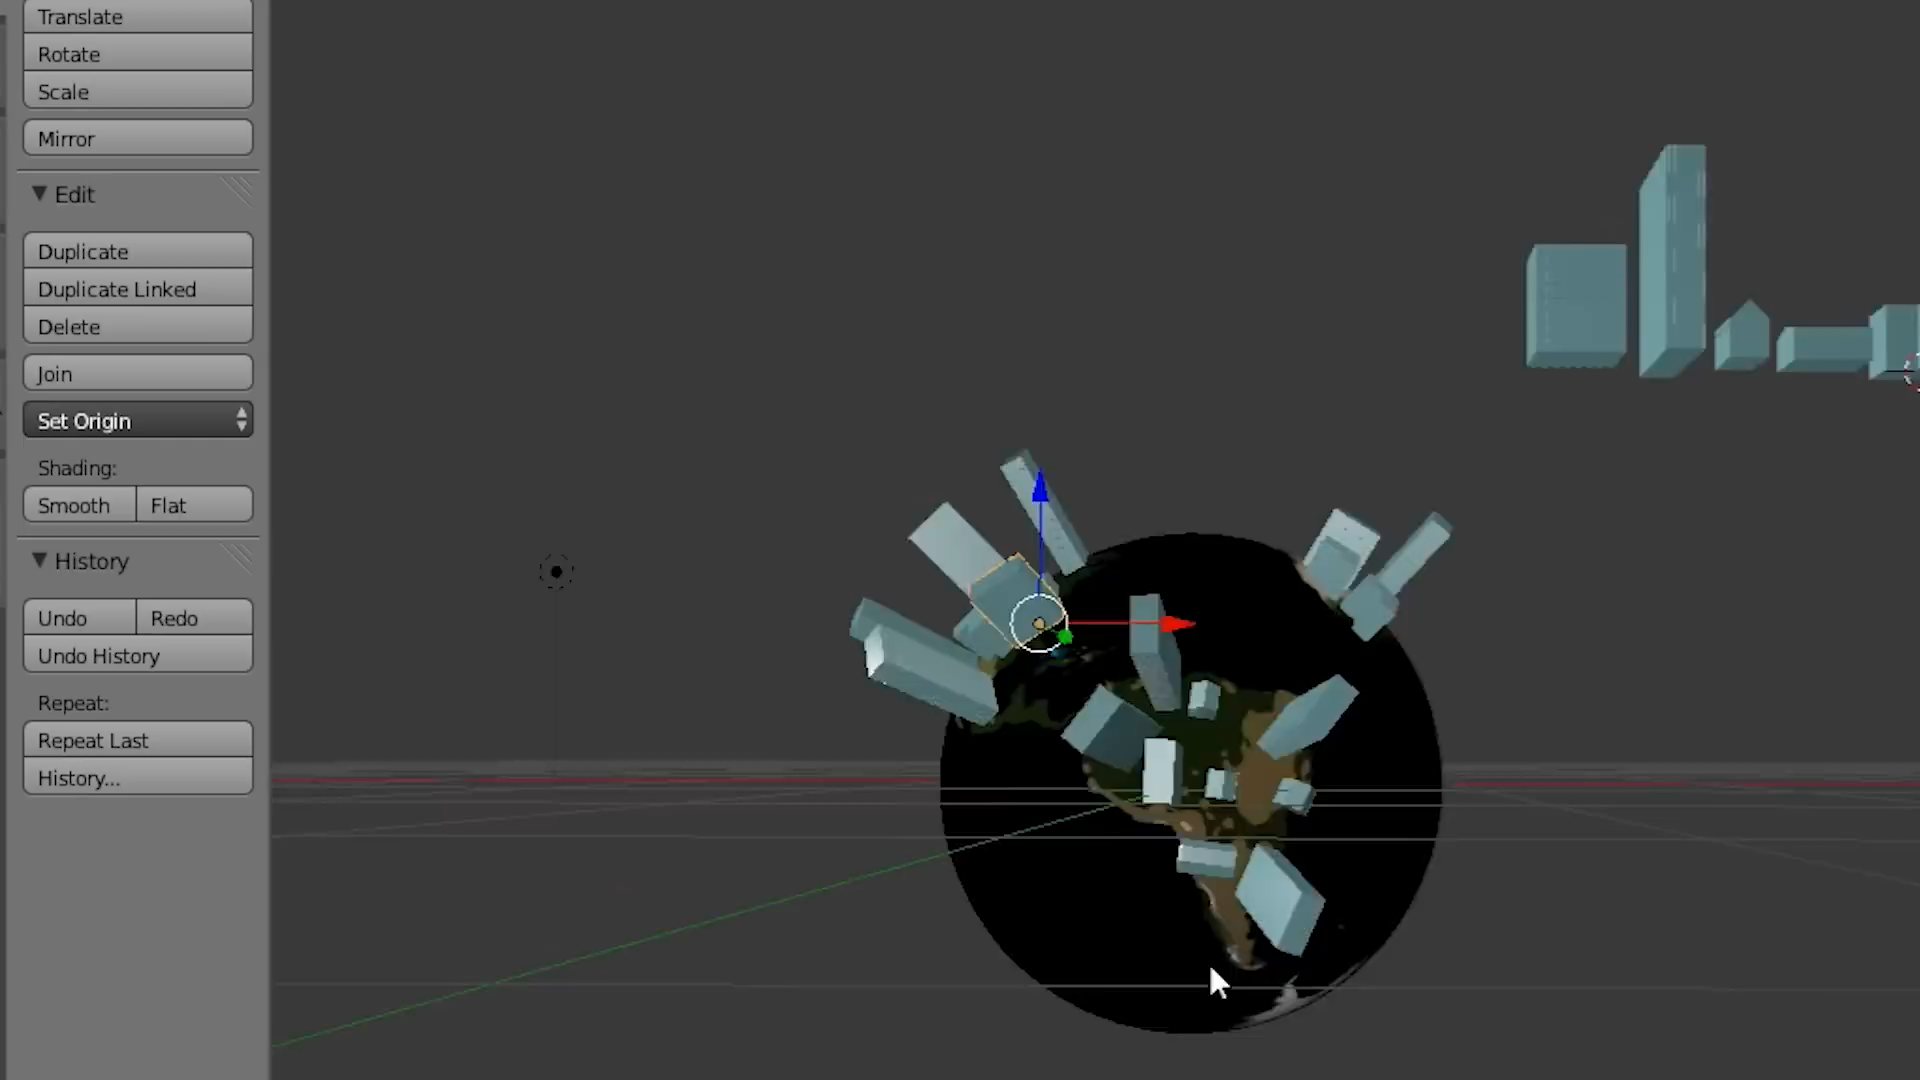 Translate
Rotate
Scale
Mirror
Edit
Duplicate
Duplicate Linked
Delete
Join
Set Origin
Shading:
Smooth Flat
History
Undo Redo
Undo History
Repeat:
Repeat Last
History...